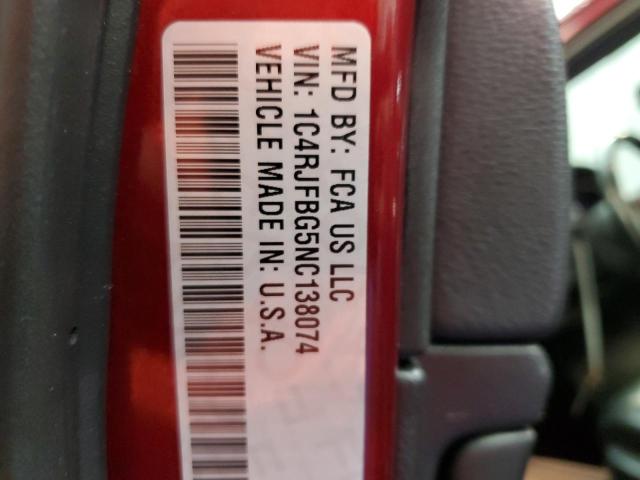 MFD BY: FCA US LLC
VIN: 1C4RJFBG5NC138074
VEHICLE MADE IN: U.S.A.